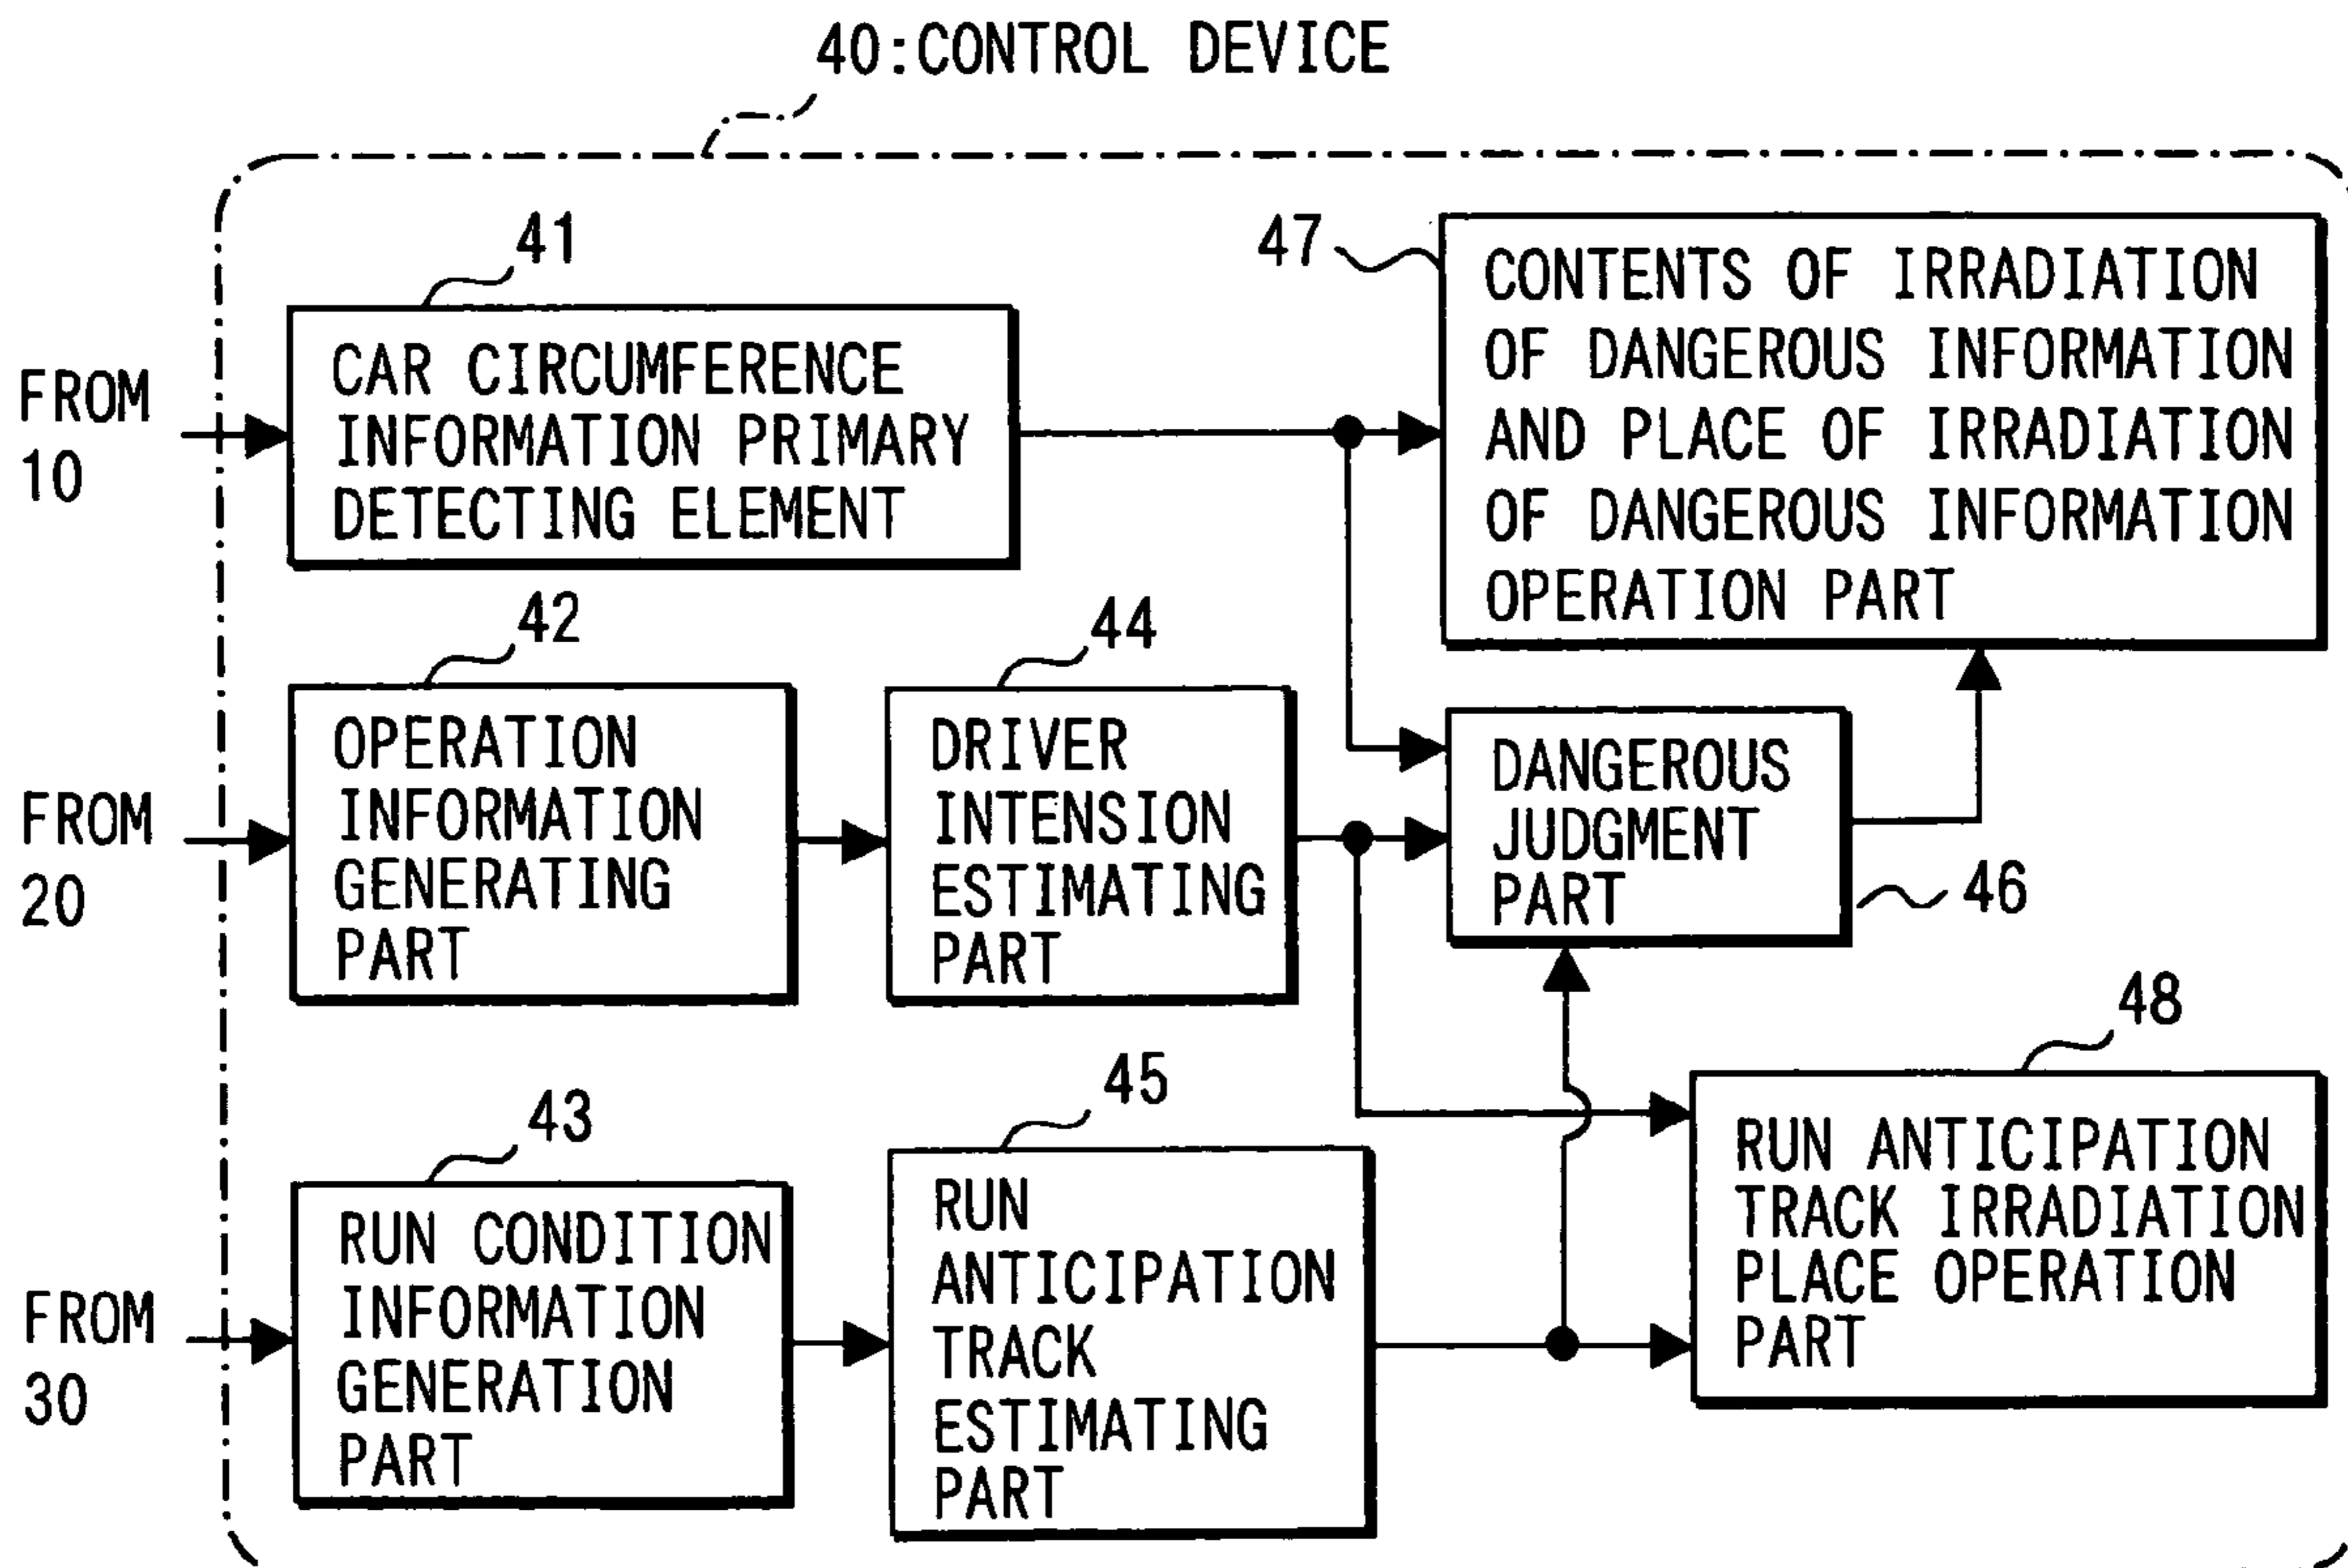 40:CONTROL DEVICE
41
CAR CIRCUMFERENCE
INFORMATION PRIMARY
DETECTING ELEMENT
FROM
10
47
CONTENTS OF IRRADIATION
OF DANGEROUS INFORMATION
AND PLACE OF IRRADIATION
OF DANGEROUS INFORMATION
OPERATION PART
42
OPERATION
INFORMATION
GENERATING
PART
FROM
20
44
DRIVER
INTENSION
ESTIMATING
PART
DANGEROUS
JUDGMENT
PART
46
43
RUN CONDITION
INFORMATION
GENERATION
PART
FROM
30
45
RUN
ANTICIPATION
TRACK
ESTIMATING
PART
48
RUN ANTICIPATION
TRACK IRRADIATION
PLACE OPERATION
PART